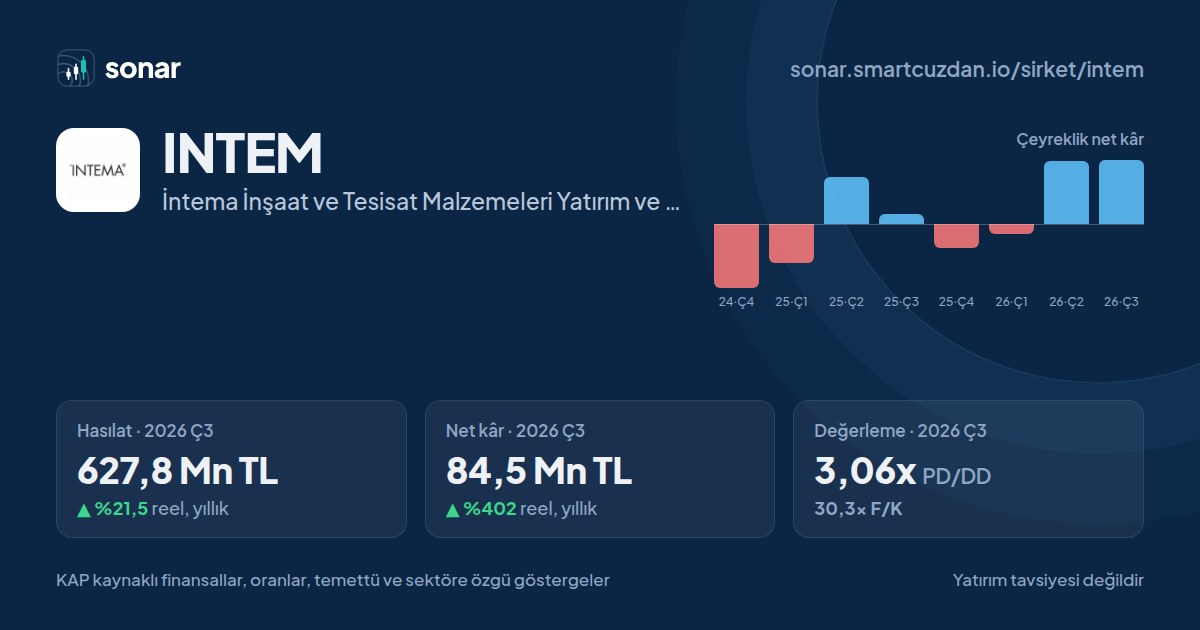 sonar
sonar.smartcuzdan.io/sirket/intem
INTEMA®
INTEM
İntema İnşaat ve Tesisat Malzemeleri Yatırım ve ...
Çeyreklik net kâr
24·Ç4 25·Ç1 25·Ç2 25·Ç3 25·Ç4 26·Ç1 26·Ç2 26·Ç3
Hasılat · 2026 Ç3
627,8 Mn TL
▲ %21,5 reel, yıllık
Net kâr · 2026 Ç3
84,5 Mn TL
▲ %402 reel, yıllık
Değerleme · 2026 Ç3
3,06x PD/DD
30,3× F/K
KAP kaynaklı finansallar, oranlar, temettü ve sektöre özgü göstergeler
Yatırım tavsiyesi değildir